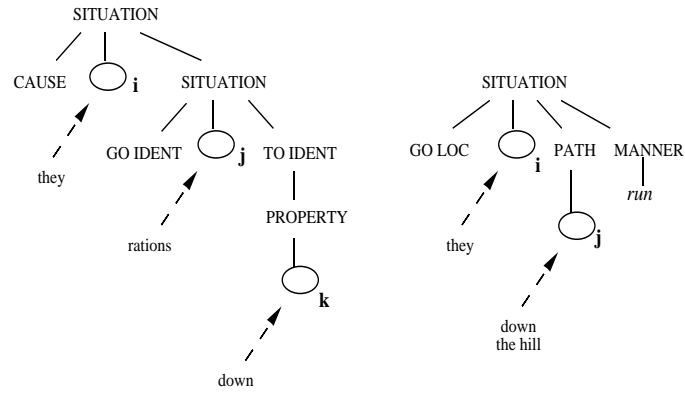 SITUATION
CAUSE i SITUATION
they
GO IDENT j TO IDENT
rations
PROPERTY
k
down
SITUATION
GO LOC i PATH MANNER
run
they
j
down
the hill